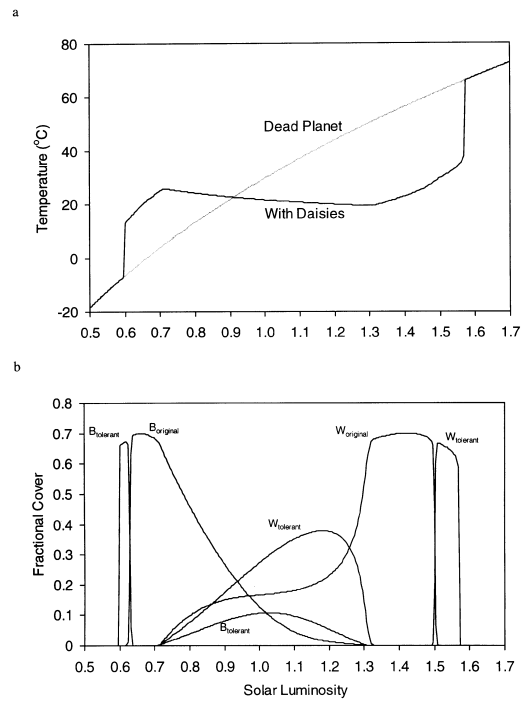 a
80
60
40
20
0
-20
Temperature (°C)
Dead Planet
With Daisies
0.5 0.6 0.7 0.8 0.9 1.0 1.1 1.2 1.3 1.4 1.5 1.6 1.7
b
0.8
0.7
0.6
0.5
0.4
0.3
0.2
0.1
0
Fractional Cover
Btolerant
Boriginal
Woriginal
Wtolerant
Wtolerant
Btolerant
0.5 0.6 0.7 0.8 0.9 1.0 1.1 1.2 1.3 1.4 1.5 1.6 1.7
Solar Luminosity